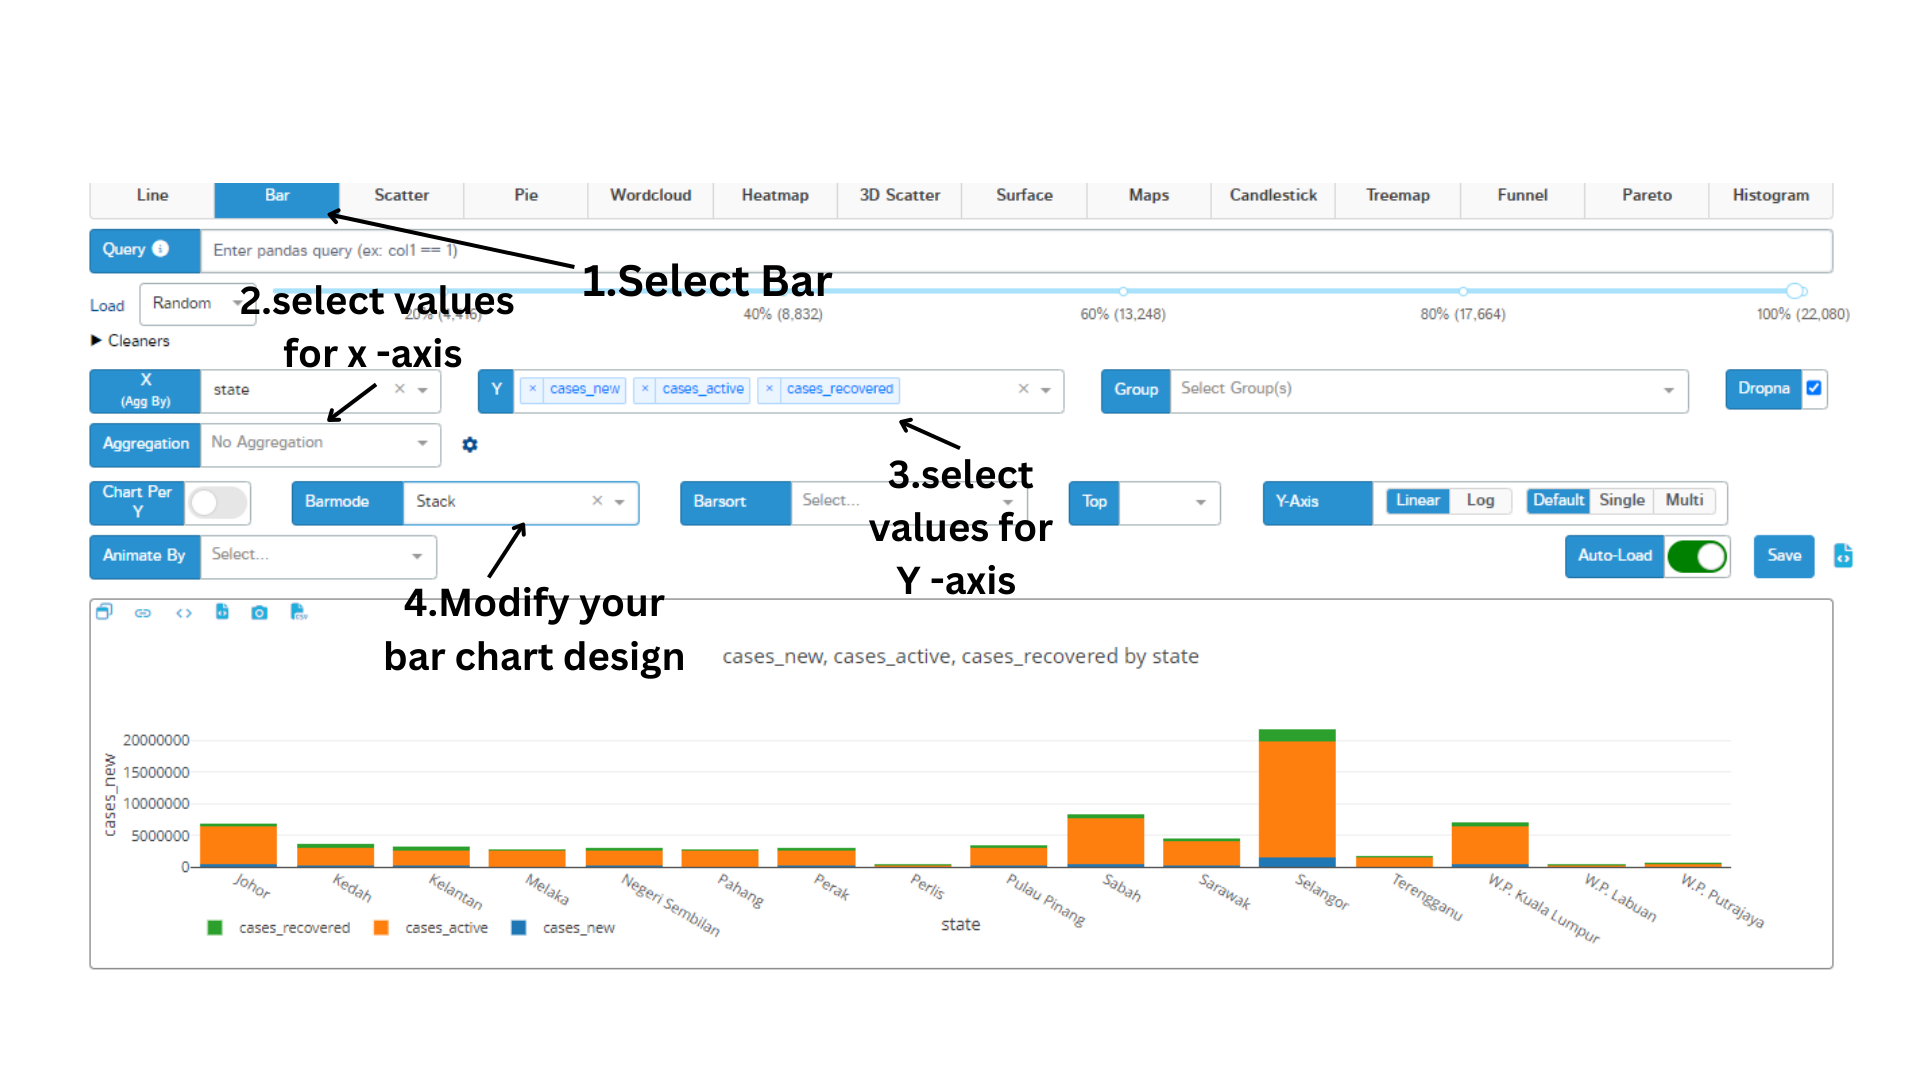 Line Bar Scatter Pie Wordcloud Heatmap 3D Scatter Surface Maps Candlestick Treemap Funnel Pareto Histogram
Query Enter pandas query (ex: col1 == 1)
1.Select Bar
Load Random
2.select values
for x -axis
20% (4,416) 40% (8,832) 60% (13,248) 80% (17,664) 100% (22,080)
Cleaners
X
(Agg By)
state
Y × cases_new × cases_active × cases_recovered
Group Select Group(s)
Dropna
Aggregation No Aggregation
3.select
values for
Y -axis
Chart Per
Y
Barmode Stack
Barsort Select...
Top
Y-Axis Linear Log Default Single Multi
Animate By Select...
Auto-Load Save
4.Modify your
bar chart design
CSV
cases_new, cases_active, cases_recovered by state
cases_new
20000000
15000000
10000000
5000000
0
Johor Kedah Kelantan Melaka Negeri Sembilan Pahang Perak Perlis Pulau Pinang Sabah Sarawak Selangor Terengganu W.P. Kuala Lumpur W.P. Labuan W.P. Putrajaya
state
cases_recovered cases_active cases_new